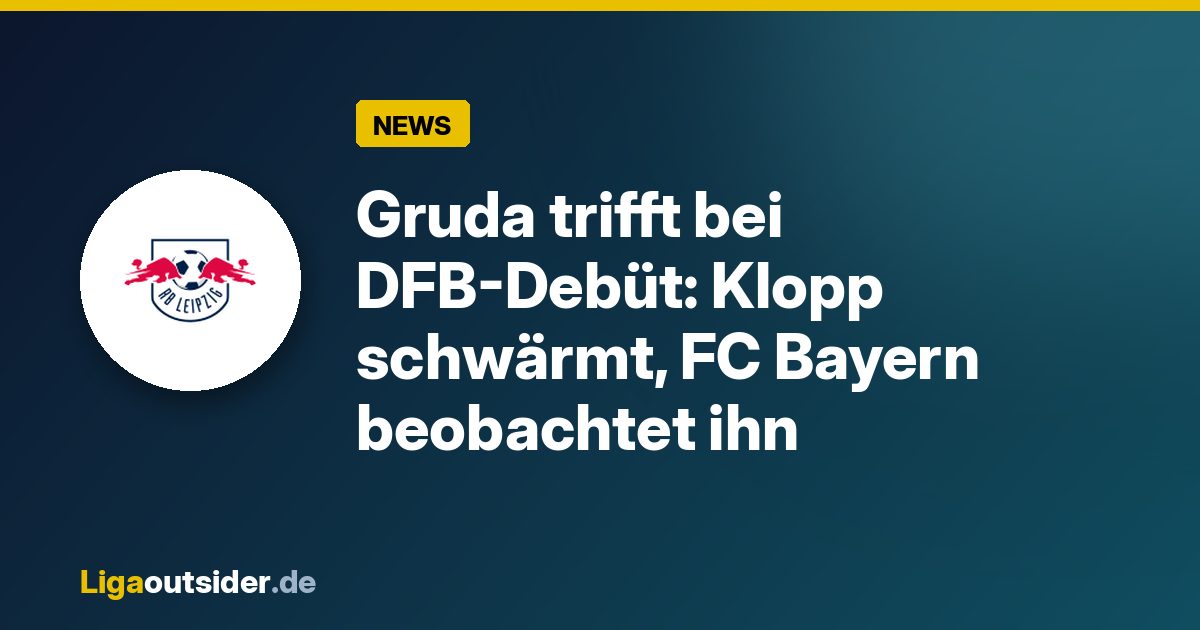 NEWS
Gruda trifft bei
DFB-Debüt: Klopp
schwärmt, FC Bayern
beobachtet ihn
RB LEIPZIG
Ligaoutsider.de